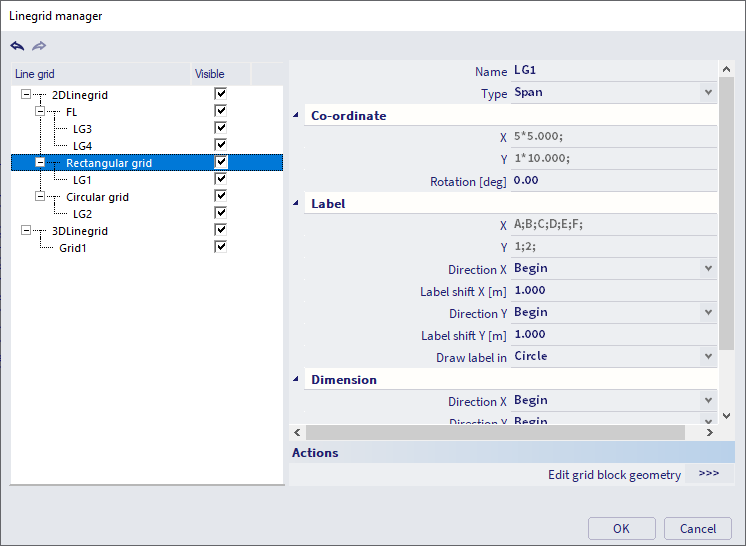 Linegrid manager
Line grid Visible
2DLinegrid
FL
LG3
LG4
Rectangular grid
LG1
Circular grid
LG2
3DLinegrid
Grid1
Name LG1
Type Span
Co-ordinate
X 5*5.000;
Y 1*10.000;
Rotation [deg] 0.00
Label
X A;B;C;D;E;F;
Y 1;2;
Direction X Begin
Label shift X [m] 1.000
Direction Y Begin
Label shift Y [m] 1.000
Draw label in Circle
Dimension
Direction X Begin
Direction Y Begin
Actions
Edit grid block geometry >>>
OK Cancel